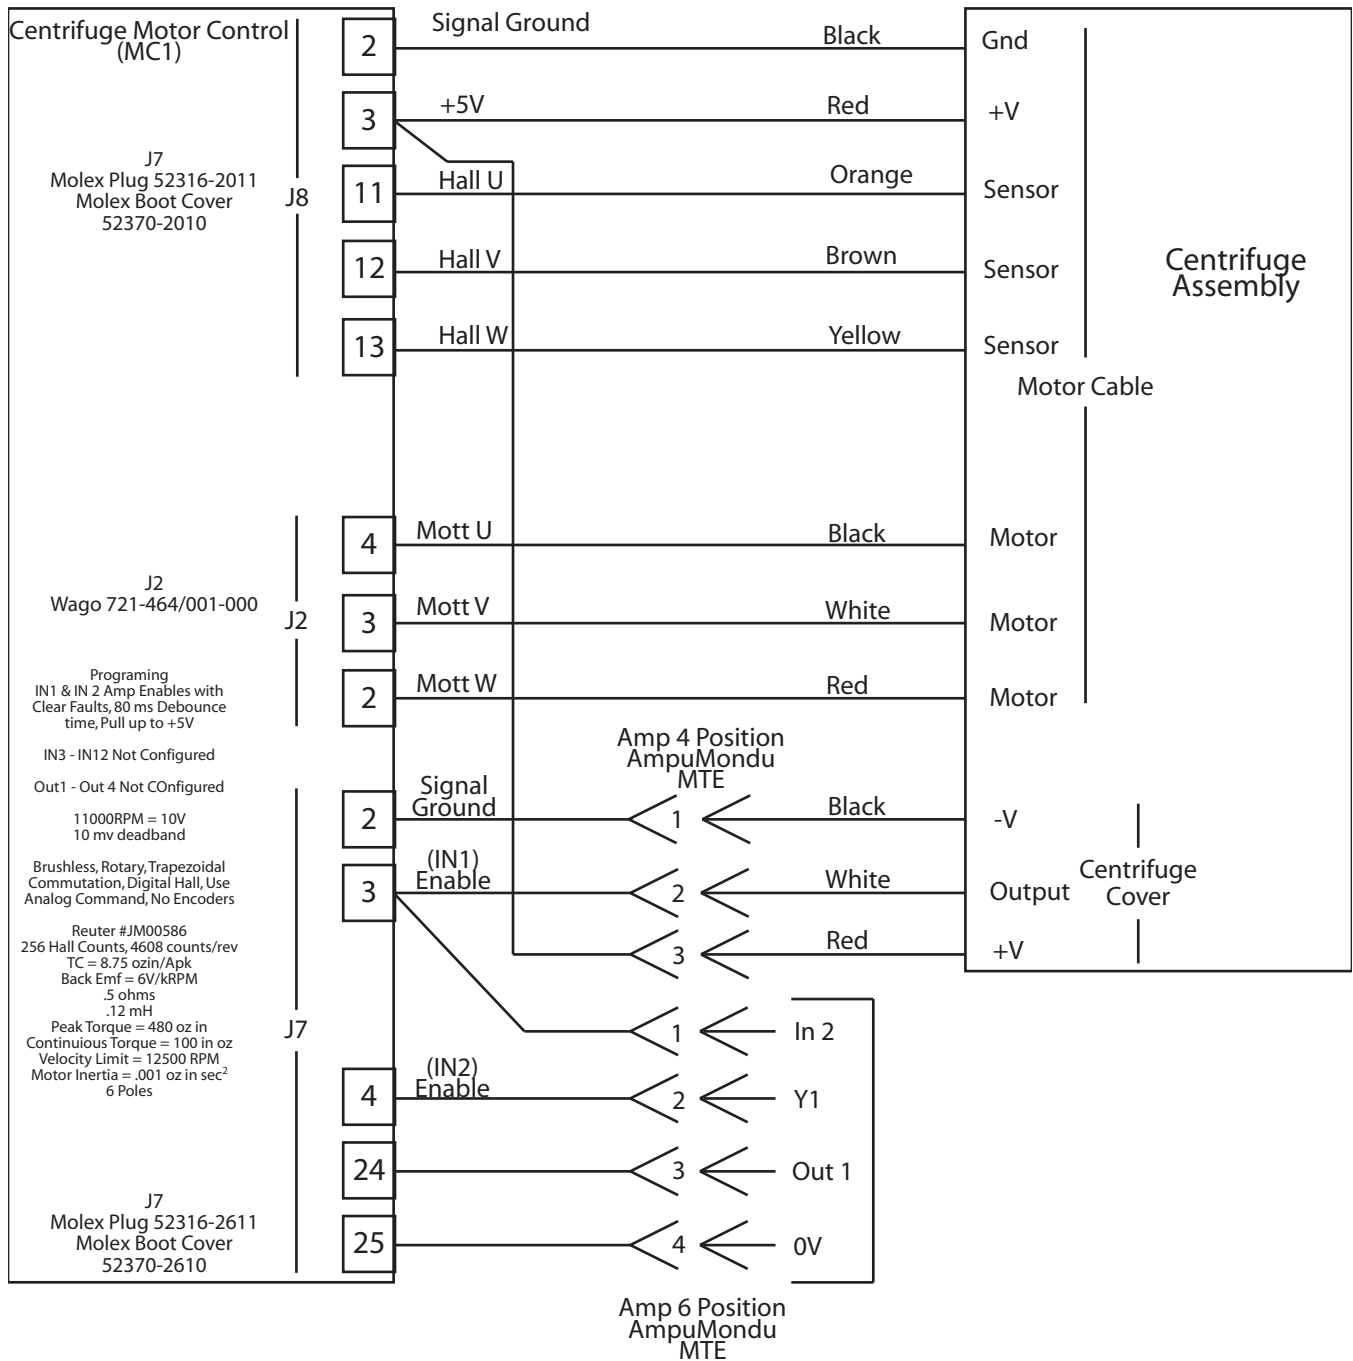 Centrifuge Motor Control
(MC1)
2
Signal Ground
Black
Gnd
3
+5V
Red
+V
J7
Molex Plug 52316-2011
Molex Boot Cover
52370-2010
J8
11
Hall U
Orange
Sensor
12
Hall V
Brown
Sensor
Centrifuge
Assembly
13
Hall W
Yellow
Sensor
Motor Cable
4
Mott U
Black
Motor
J2
Wago 721-464/001-000
J2
3
Mott V
White
Motor
2
Mott W
Red
Motor
Programing
IN1 & IN 2 Amp Enables with
Clear Faults, 80 ms Debounce
time, Pull up to +5V
IN3 - IN12 Not Configured
Out1 - Out 4 Not COnfigured
11000RPM = 10V
10 mv deadband
Brushless, Rotary, Trapezoidal
Commutation, Digital Hall, Use
Analog Command, No Encoders
Reuter #JM00586
256 Hall Counts, 4608 counts/rev
TC = 8.75 ozin/Apk
Back Emf = 6V/kRPM
.5 ohms
.12 mH
Peak Torque = 480 oz in
Continuious Torque = 100 in oz
Velocity Limit = 12500 RPM
Motor Inertia = .001 oz in sec²
6 Poles
J7
Amp 4 Position
AmpuMondu
MTE
2
Signal
Ground
1
Black
-V
3
(IN1)
Enable
2
White
Output
Centrifuge
Cover
3
Red
+V
1
In 2
4
(IN2)
Enable
2
Y1
24
3
Out 1
J7
Molex Plug 52316-2611
Molex Boot Cover
52370-2610
25
4
0V
Amp 6 Position
AmpuMondu
MTE